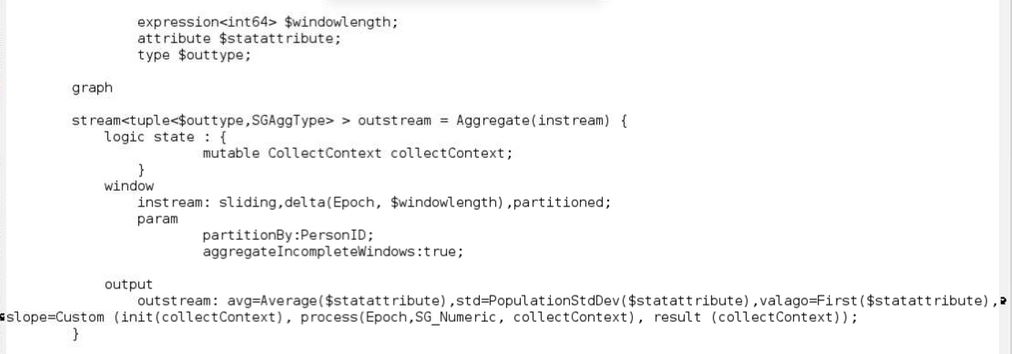 expression<int64> $windowlength;
attribute $statattribute;
type $outtype;
graph
stream<tuple<$outtype,SGAggType> > outstream = Aggregate(instream) {
logic state : {
mutable CollectContext collectContext;
}
window
instream: sliding,delta(Epoch, $windowlength),partitioned;
param
partitionBy:PersonID;
aggregateIncompleteWindows:true;
output
outstream: avg=Average($statattribute),std=PopulationStdDev($statattribute),valago=First($statattribute),
slope=Custom (init(collectContext), process(Epoch,SG_Numeric, collectContext), result (collectContext));
}